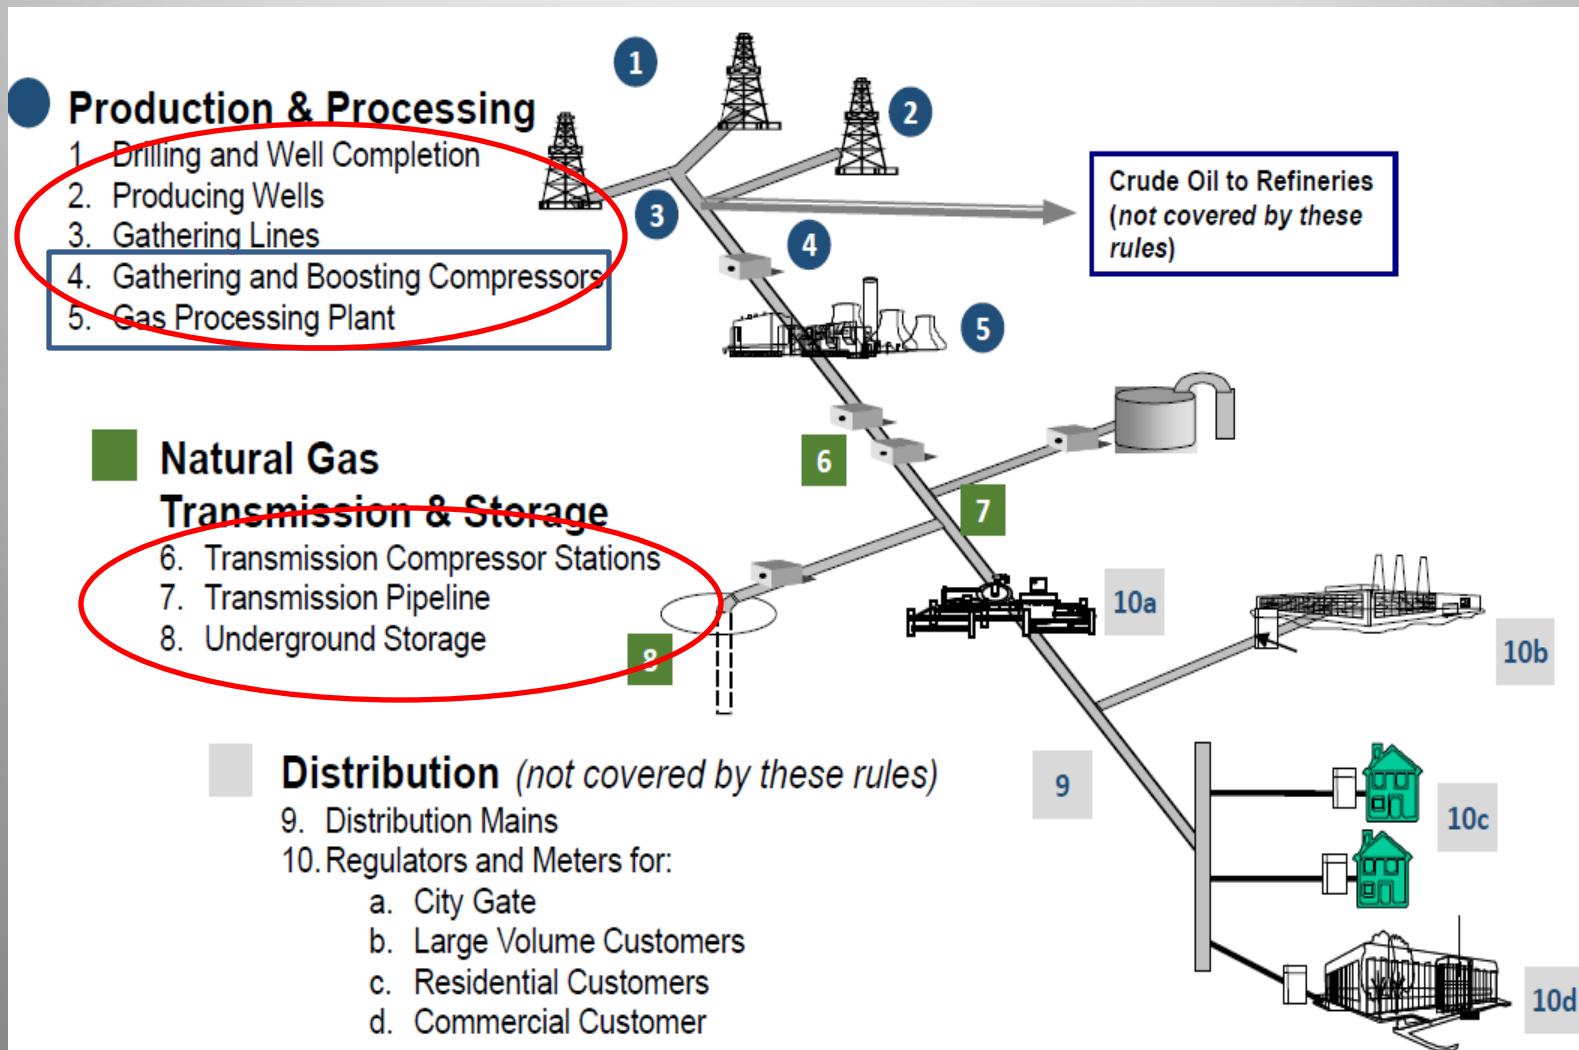 Production & Processing
1. Drilling and Well Completion
2. Producing Wells
3. Gathering Lines
4. Gathering and Boosting Compressors
5. Gas Processing Plant
Natural Gas
Transmission & Storage
6. Transmission Compressor Stations
7. Transmission Pipeline
8. Underground Storage
Distribution (not covered by these rules)
9. Distribution Mains
10. Regulators and Meters for:
a. City Gate
b. Large Volume Customers
c. Residential Customers
d. Commercial Customer
1
2
3
4
Crude Oil to Refineries
(not covered by these
rules)
5
6
7
8
10a
10b
9
10c
10d